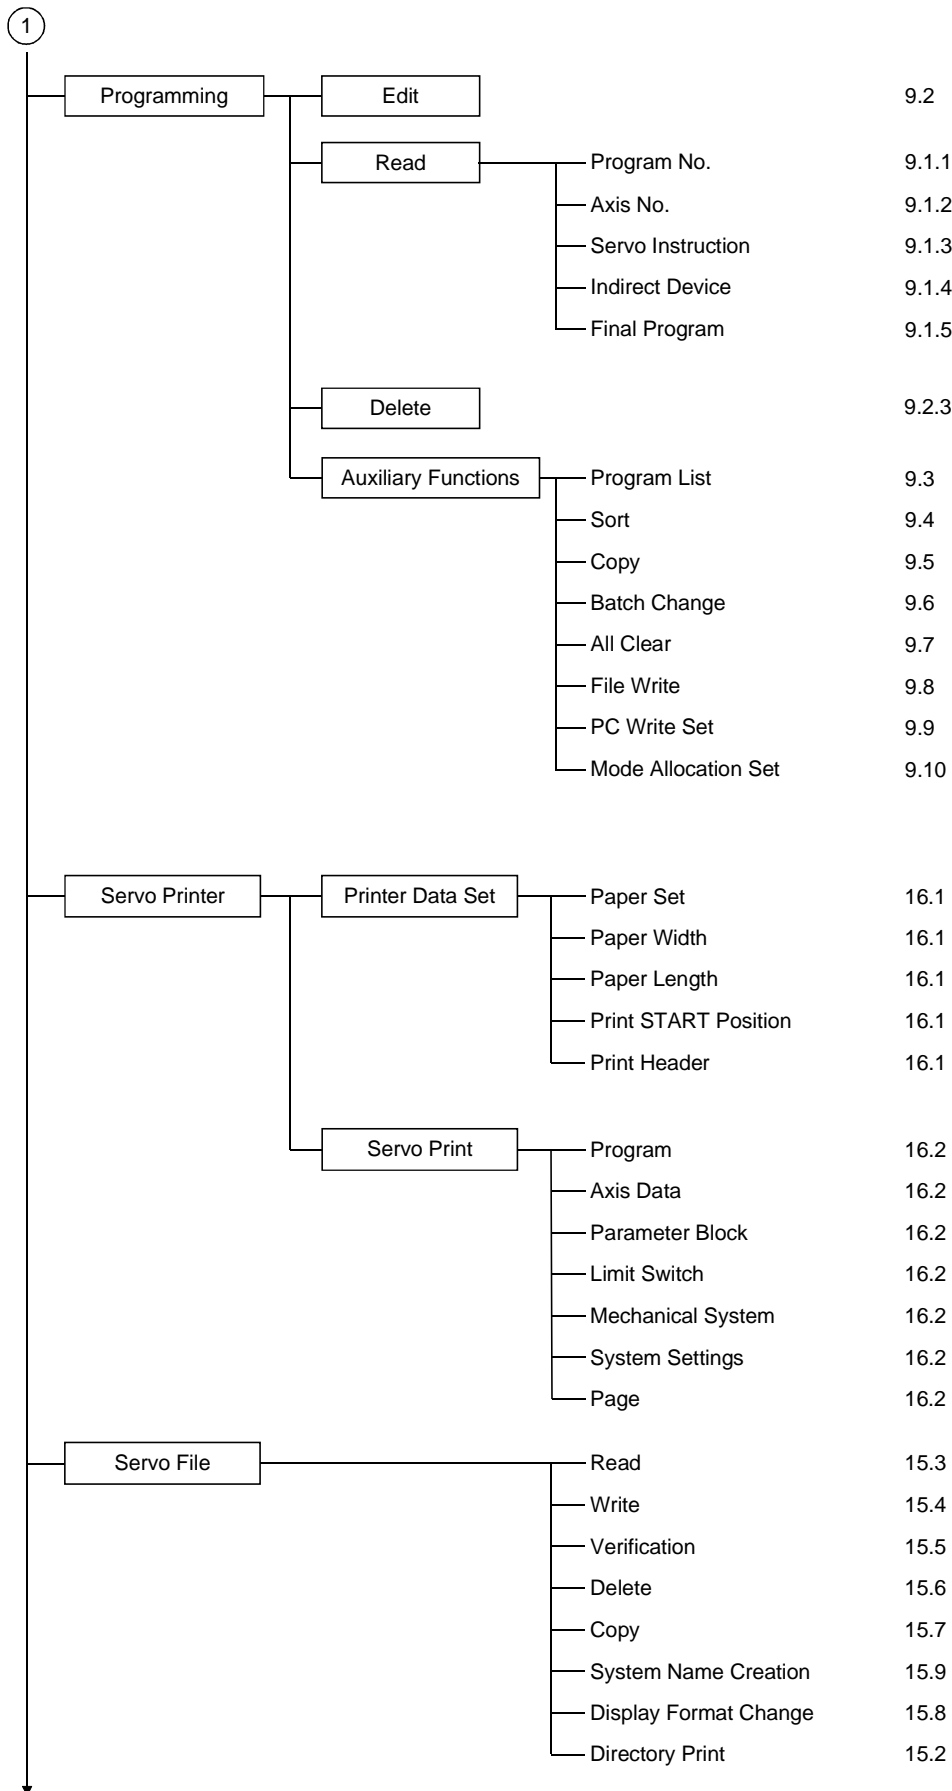 1
Programming Edit 9.2
Read Program No. 9.1.1
Axis No. 9.1.2
Servo Instruction 9.1.3
Indirect Device 9.1.4
Final Program 9.1.5
Delete 9.2.3
Auxiliary Functions Program List 9.3
Sort 9.4
Copy 9.5
Batch Change 9.6
All Clear 9.7
File Write 9.8
PC Write Set 9.9
Mode Allocation Set 9.10
Servo Printer Printer Data Set Paper Set 16.1
Paper Width 16.1
Paper Length 16.1
Print START Position 16.1
Print Header 16.1
Servo Print Program 16.2
Axis Data 16.2
Parameter Block 16.2
Limit Switch 16.2
Mechanical System 16.2
System Settings 16.2
Page 16.2
Servo File Read 15.3
Write 15.4
Verification 15.5
Delete 15.6
Copy 15.7
System Name Creation 15.9
Display Format Change 15.8
Directory Print 15.2